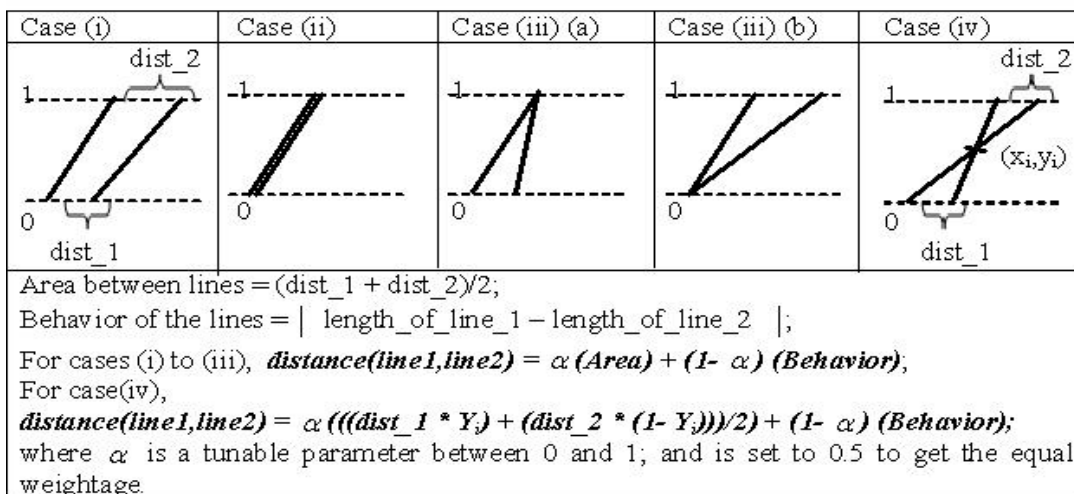 Case (i) Case (ii) Case (iii) (a) Case (iii) (b) Case (iv)
dist_2 dist_2
1 1 1 1 1
(xi,yi)
0 0 0 0 0
dist_1 dist_1
Area between lines = (dist_1 + dist_2)/2;
Behavior of the lines = | length_of_line_1 – length_of_line_2 |;
For cases (i) to (iii), distance(line1,line2) = α (Area) + (1- α) (Behavior);
For case(iv),
distance(line1,line2) = α (((dist_1 * Yi) + (dist_2 * (1- Yi)))/2) + (1- α) (Behavior);
where α is a tunable parameter between 0 and 1; and is set to 0.5 to get the equal
weightage.